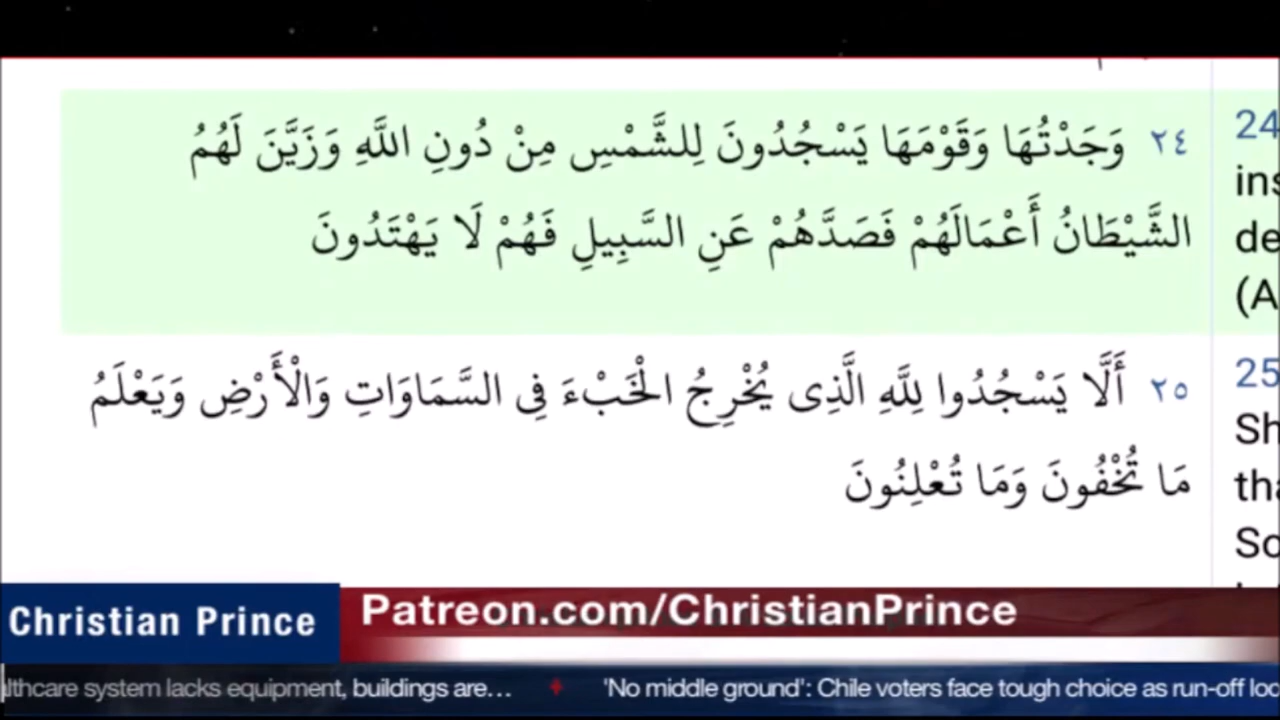 ٢٤ وَجَدْتُهَا وَقَوْمَهَا يَسْجُدُونَ لِلشَّمْسِ مِنْ دُونِ اللَّهِ وَزَيَّنَ لَهُمُ
الشَّيْطَانُ أَعْمَالَهُمْ فَصَدَّهُمْ عَنِ السَّبِيلِ فَهُمْ لَا يَهْتَدُونَ
24
ins
de
(A
٢٥ أَلَّا يَسْجُدُوا لِلَّهِ الَّذِى يُخْرِجُ الْخَبْءَ فِى السَّمَاوَاتِ وَالْأَرْضِ وَيَعْلَمُ
مَا تُخْفُونَ وَمَا تُعْلِنُونَ
25
Sh
tha
So
Christian Prince
Patreon.com/ChristianPrince
lthcare system lacks equipment, buildings are... 'No middle ground': Chile voters face tough choice as run-off loo